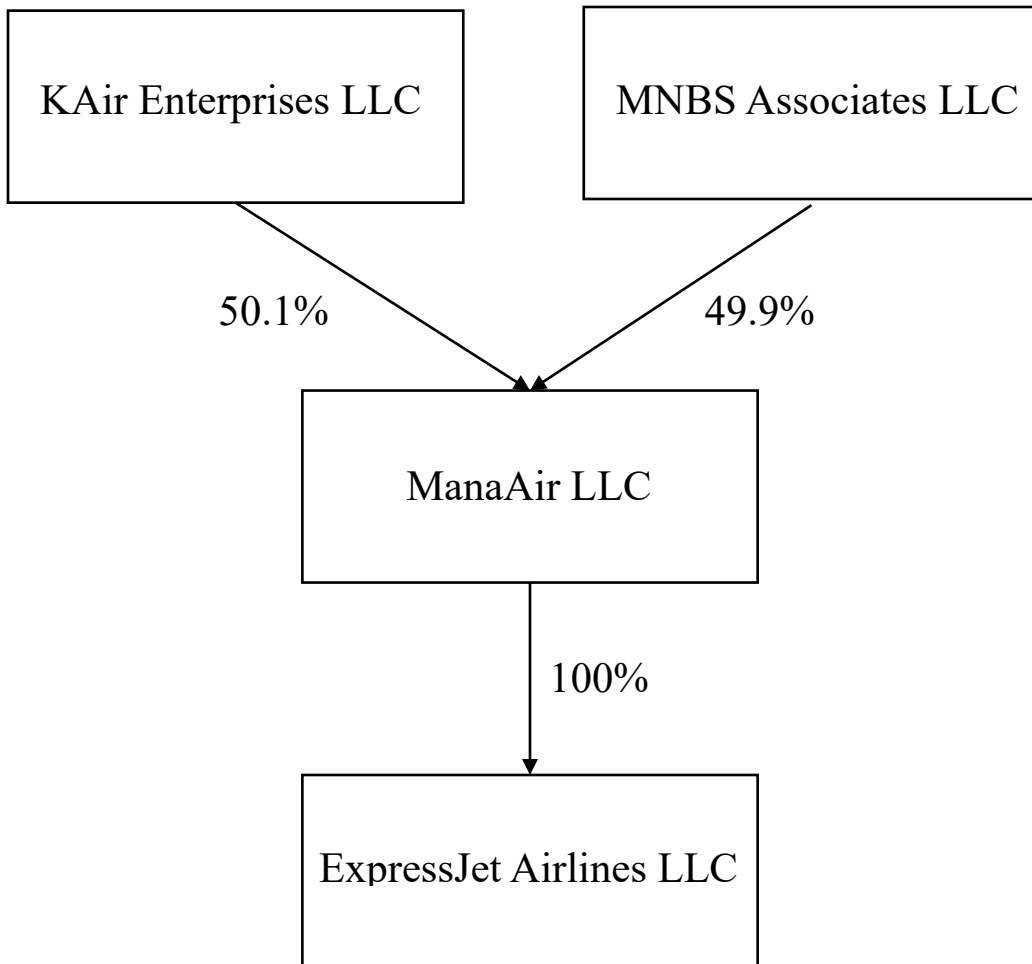 KAir Enterprises LLC
MNBS Associates LLC
50.1%
49.9%
ManaAir LLC
100%
ExpressJet Airlines LLC